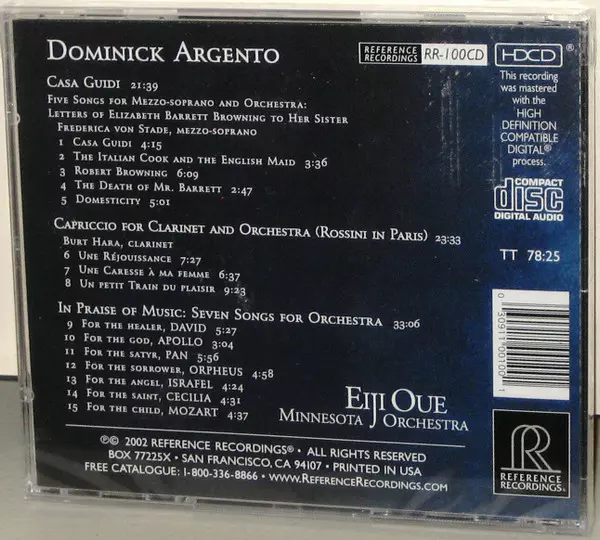 DOMINICK ARGENTO
REFERENCE RECORDINGS RR-100CD
HDCD®
This recording
was mastered
with the
HIGH
DEFINITION
COMPATIBLE
DIGITAL®
process.
COMPACT
disc
DIGITAL AUDIO
TT 78:25
CASA GUIDI 21:39
FIVE SONGS FOR MEZZO-SOPRANO AND ORCHESTRA:
LETTERS OF ELIZABETH BARRETT BROWNING TO HER SISTER
FREDERICA VON STADE, MEZZO-SOPRANO
1 CASA GUIDI 4:15
2 THE ITALIAN COOK AND THE ENGLISH MAID 3:36
3 ROBERT BROWNING 6:09
4 THE DEATH OF MR. BARRETT 2:47
5 DOMESTICITY 5:01
CAPRICCIO FOR CLARINET AND ORCHESTRA (ROSSINI IN PARIS) 23:33
BURT HARA, CLARINET
6 UNE RÉJOUISSANCE 7:27
7 UNE CARESSE À MA FEMME 6:37
8 UN PETIT TRAIN DU PLAISIR 9:23
IN PRAISE OF MUSIC: SEVEN SONGS FOR ORCHESTRA 33:06
9 FOR THE HEALER, DAVID 5:27
10 FOR THE GOD, APOLLO 3:04
11 FOR THE SATYR, PAN 5:56
12 FOR THE SORROWER, ORPHEUS 4:58
13 FOR THE ANGEL, ISRAFEL 4:24
14 FOR THE SAINT, CECILIA 4:31
15 FOR THE CHILD, MOZART 4:37
EIJI OUE
MINNESOTA ORCHESTRA
0 30911 00100 1
R
REFERENCE
RECORDINGS®
℗© 2002 REFERENCE RECORDINGS® • ALL RIGHTS RESERVED
BOX 77225X • SAN FRANCISCO, CA 94107 • PRINTED IN USA
FREE CATALOGUE: 1-800-336-8866 • WWW.REFERENCERECORDINGS.COM